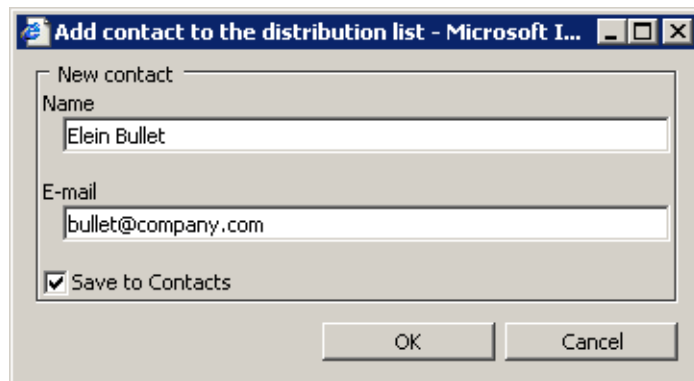 Add contact to the distribution list - Microsoft I...
New contact
Name
Elein Bullet
E-mail
bullet@company.com
Save to Contacts
OK Cancel